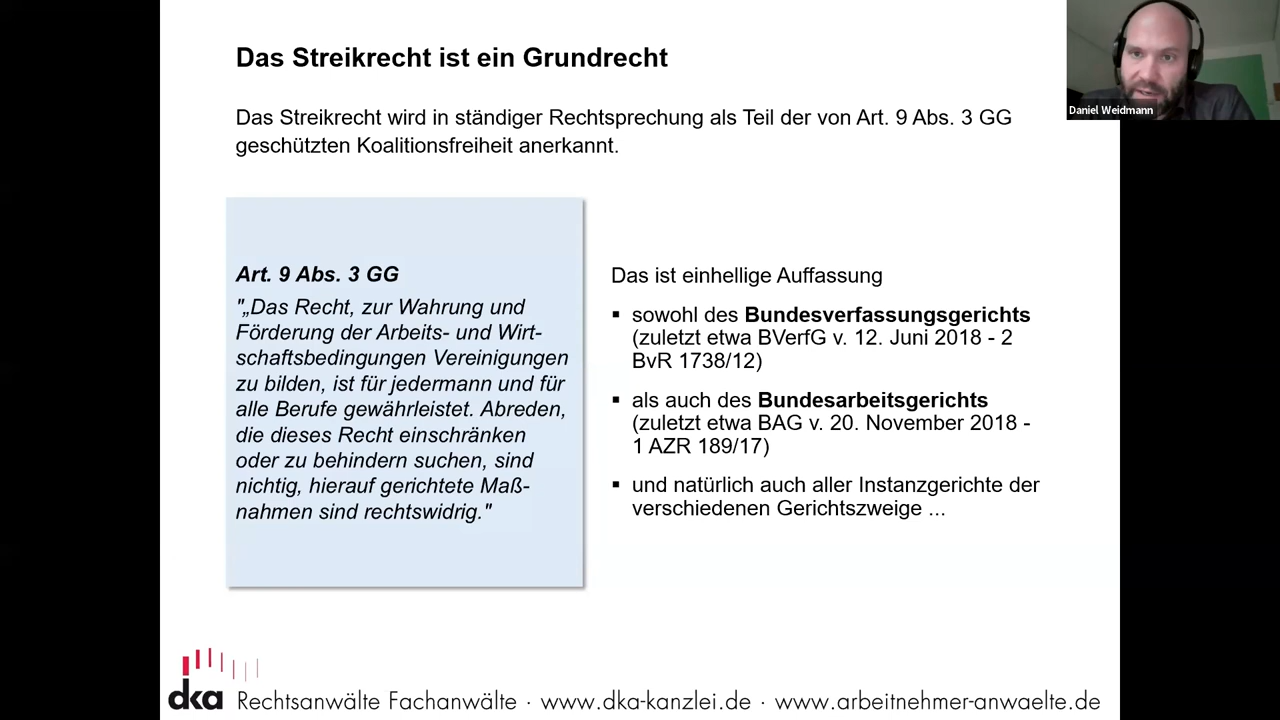 Das Streikrecht ist ein Grundrecht
Daniel Weidmann
Das Streikrecht wird in ständiger Rechtsprechung als Teil der von Art. 9 Abs. 3 GG
geschützten Koalitionsfreiheit anerkannt.
Art. 9 Abs. 3 GG
"„Das Recht, zur Wahrung und
Förderung der Arbeits- und Wirt-
schaftsbedingungen Vereinigungen
zu bilden, ist für jedermann und für
alle Berufe gewährleistet. Abreden,
die dieses Recht einschränken
oder zu behindern suchen, sind
nichtig, hierauf gerichtete Maß-
nahmen sind rechtswidrig."
Das ist einhellige Auffassung
▪ sowohl des Bundesverfassungsgerichts
(zuletzt etwa BVerfG v. 12. Juni 2018 - 2
BvR 1738/12)
▪ als auch des Bundesarbeitsgerichts
(zuletzt etwa BAG v. 20. November 2018 -
1 AZR 189/17)
▪ und natürlich auch aller Instanzgerichte der
verschiedenen Gerichtszweige ...
dka Rechtsanwälte Fachanwälte · www.dka-kanzlei.de · www.arbeitnehmer-anwaelte.de